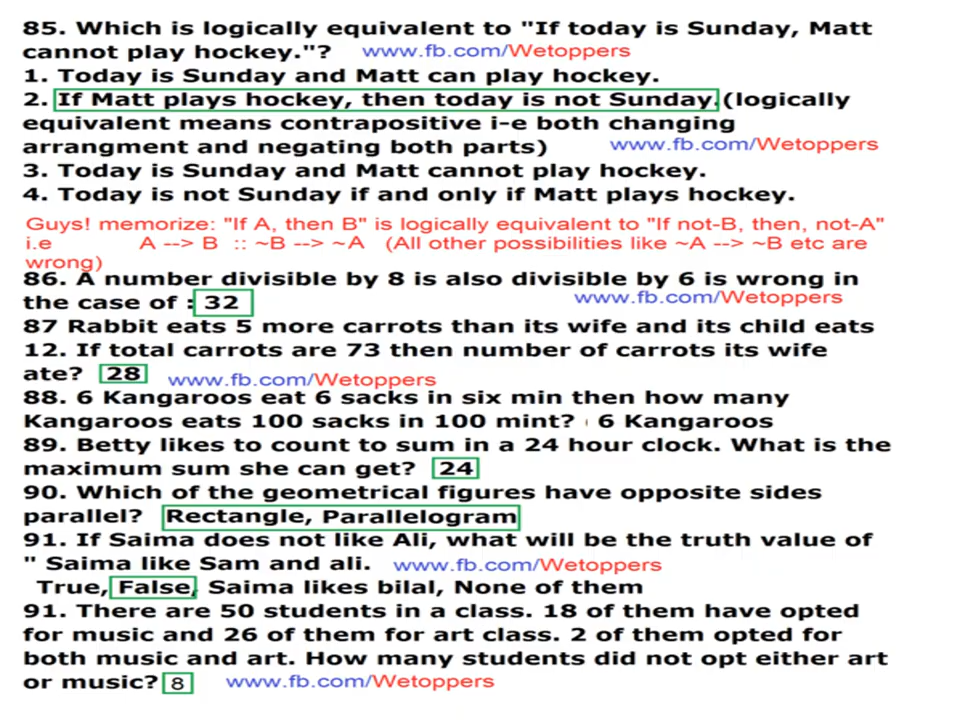 85. Which is logically equivalent to "If today is Sunday, Matt
cannot play hockey."? www.fb.com/Wetoppers
1. Today is Sunday and Matt can play hockey.
2. If Matt plays hockey, then today is not Sunday.(logically
equivalent means contrapositive i-e both changing
arrangment and negating both parts) www.fb.com/Wetoppers
3. Today is Sunday and Matt cannot play hockey.
4. Today is not Sunday if and only if Matt plays hockey.
Guys! memorize: "If A, then B" is logically equivalent to "If not-B, then, not-A"
i.e A --> B :: ~B --> ~A (All other possibilities like ~A --> ~B etc are
wrong)
86. A number divisible by 8 is also divisible by 6 is wrong in
the case of : 32 www.fb.com/Wetoppers
87 Rabbit eats 5 more carrots than its wife and its child eats
12. If total carrots are 73 then number of carrots its wife
ate? 28 www.fb.com/Wetoppers
88. 6 Kangaroos eat 6 sacks in six min then how many
Kangaroos eats 100 sacks in 100 mint? 6 Kangaroos
89. Betty likes to count to sum in a 24 hour clock. What is the
maximum sum she can get? 24
90. Which of the geometrical figures have opposite sides
parallel? Rectangle, Parallelogram
91. If Saima does not like Ali, what will be the truth value of
" Saima like Sam and ali. www.fb.com/Wetoppers
True, False, Saima likes bilal, None of them
91. There are 50 students in a class. 18 of them have opted
for music and 26 of them for art class. 2 of them opted for
both music and art. How many students did not opt either art
or music? 8 www.fb.com/Wetoppers